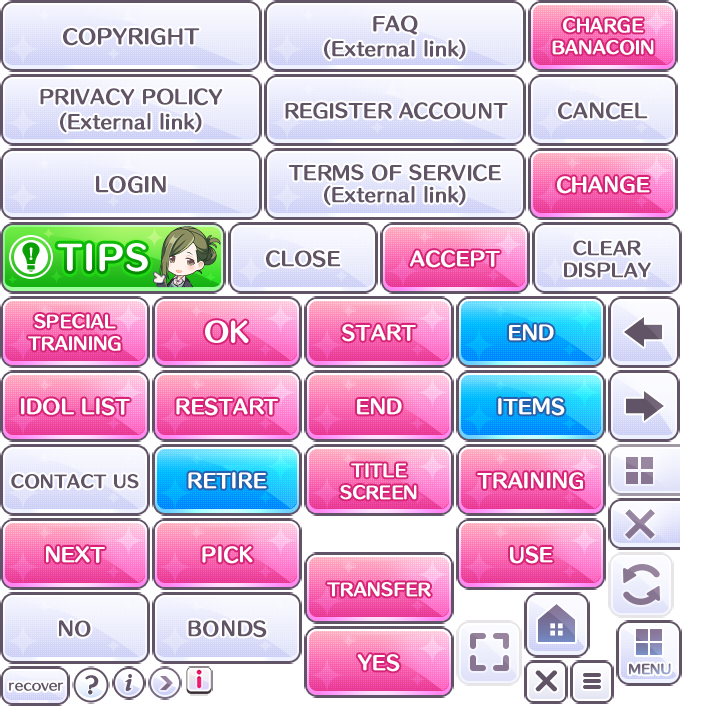 COPYRIGHT
FAQ
(External link)
CHARGE
BANACOIN
PRIVACY POLICY
(External link)
REGISTER ACCOUNT
CANCEL
LOGIN
TERMS OF SERVICE
(External link)
CHANGE
TIPS
CLOSE
ACCEPT
CLEAR
DISPLAY
SPECIAL
TRAINING
OK
START
END
IDOL LIST
RESTART
END
ITEMS
CONTACT US
RETIRE
TITLE
SCREEN
TRAINING
NEXT
PICK
USE
TRANSFER
NO
BONDS
YES
MENU
recover
?
i
i